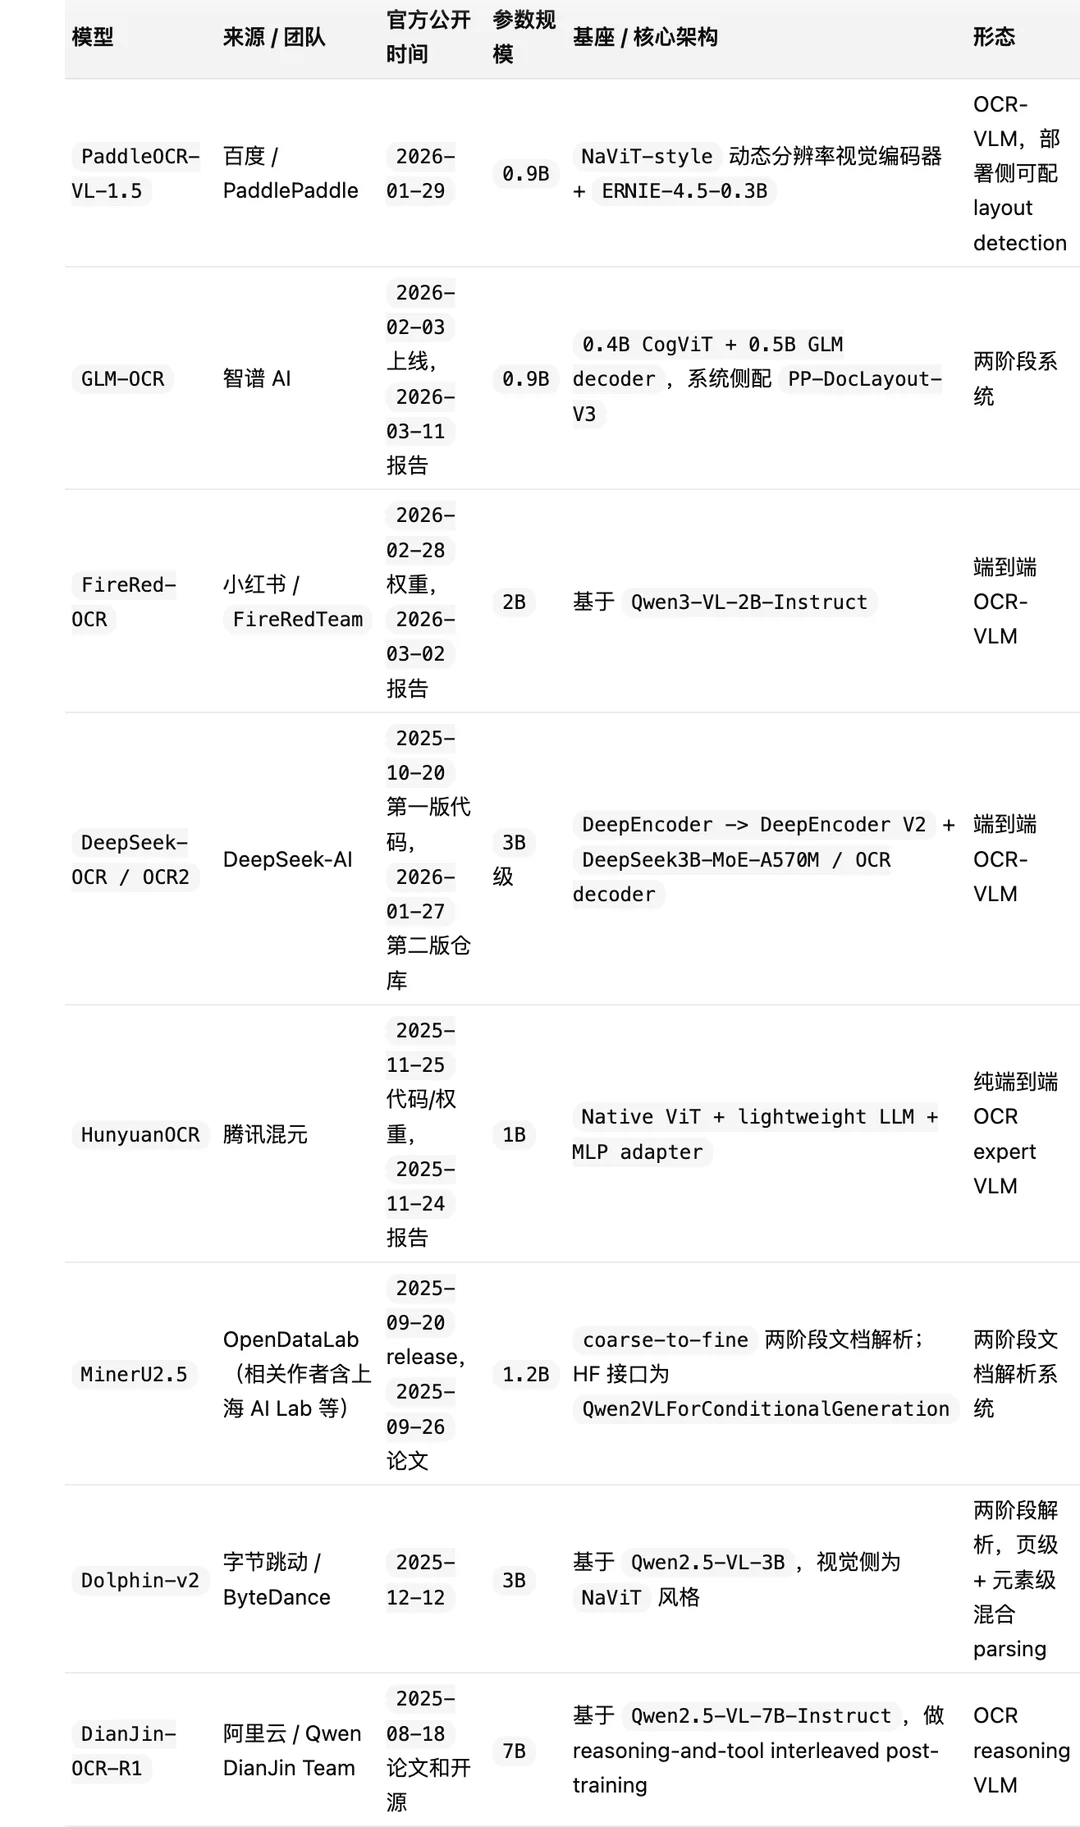 模型
来源 / 团队
官方公开
时间
参数规
模
基座 / 核心架构
形态
PaddleOCR-
VL-1.5
百度 /
PaddlePaddle
2026-
01-29
0.9B
NaViT-style 动态分辨率视觉编码器
+ ERNIE-4.5-0.3B
OCR-
VLM，部
署侧可配
layout
detection
GLM-OCR
智谱 AI
2026-
02-03
上线，
2026-
03-11
报告
0.9B
0.4B CogViT + 0.5B GLM
decoder ，系统侧配 PP-DocLayout-
V3
两阶段系
统
FireRed-
OCR
小红书 /
FireRedTeam
2026-
02-28
权重，
2026-
03-02
报告
2B
基于 Qwen3-VL-2B-Instruct
端到端
OCR-
VLM
DeepSeek-
OCR / OCR2
DeepSeek-AI
2025-
10-20
第一版代
码，
2026-
01-27
第二版仓
库
3B
级
DeepEncoder -> DeepEncoder V2 +
DeepSeek3B-MoE-A570M / OCR
decoder
端到端
OCR-
VLM
HunyuanOCR
腾讯混元
2025-
11-25
代码/权
重，
2025-
11-24
报告
1B
Native ViT + lightweight LLM +
MLP adapter
纯端到端
OCR
expert
VLM
MinerU2.5
OpenDataLab
（相关作者含上
海 AI Lab 等）
2025-
09-20
release，
2025-
09-26
论文
1.2B
coarse-to-fine 两阶段文档解析；
HF 接口为
Qwen2VLForConditionalGeneration
两阶段文
档解析系
统
Dolphin-v2
字节跳动 /
ByteDance
2025-
12-12
3B
基于 Qwen2.5-VL-3B ，视觉侧为
NaViT 风格
两阶段解
析，页级
+ 元素级
混合
parsing
DianJin-
OCR-R1
阿里云 / Qwen
DianJin Team
2025-
08-18
论文和开
源
7B
基于 Qwen2.5-VL-7B-Instruct ，做
reasoning-and-tool interleaved post-
training
OCR
reasoning
VLM